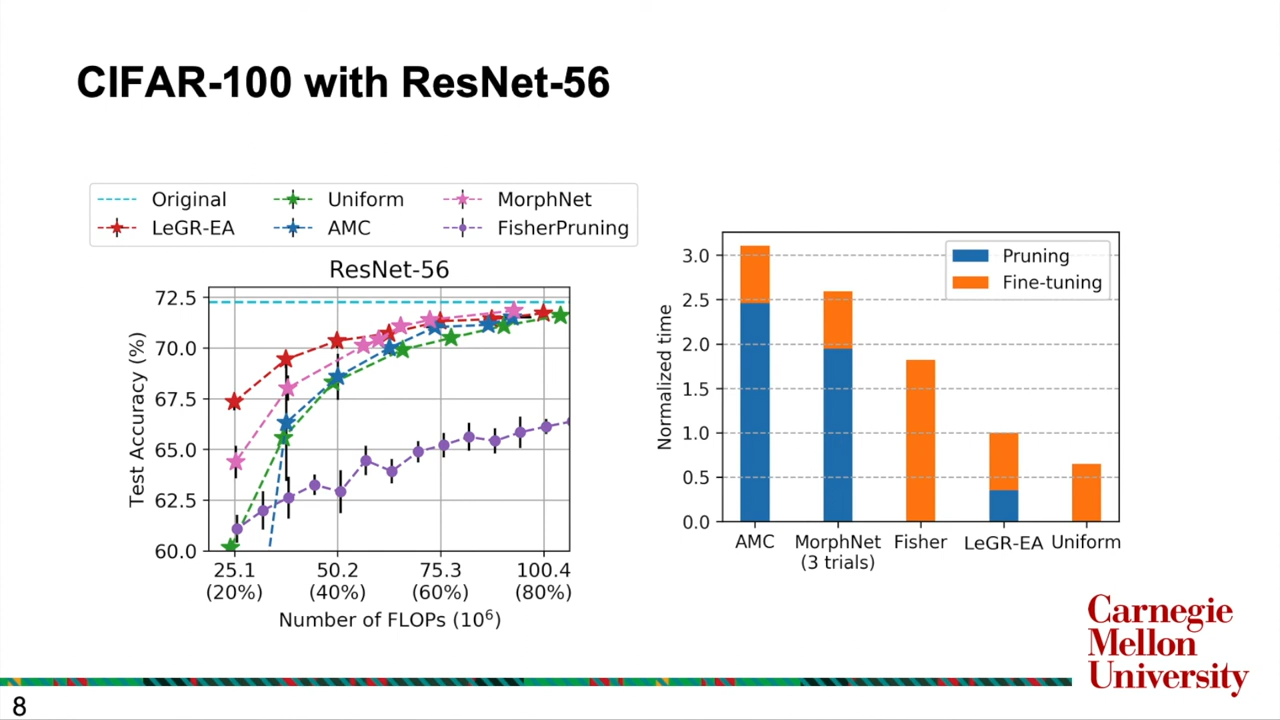 CIFAR-100 with ResNet-56
Original
Uniform
MorphNet
LeGR-EA
AMC
FisherPruning
ResNet-56
72.5
70.0
67.5
65.0
62.5
60.0
Test Accuracy (%)
25.1 50.2 75.3 100.4
(20%) (40%) (60%) (80%)
Number of FLOPs (10⁶)
Pruning
Fine-tuning
3.0
2.5
2.0
1.5
1.0
0.5
0.0
Normalized time
AMC MorphNet Fisher LeGR-EA Uniform
(3 trials)
Carnegie
Mellon
University
8